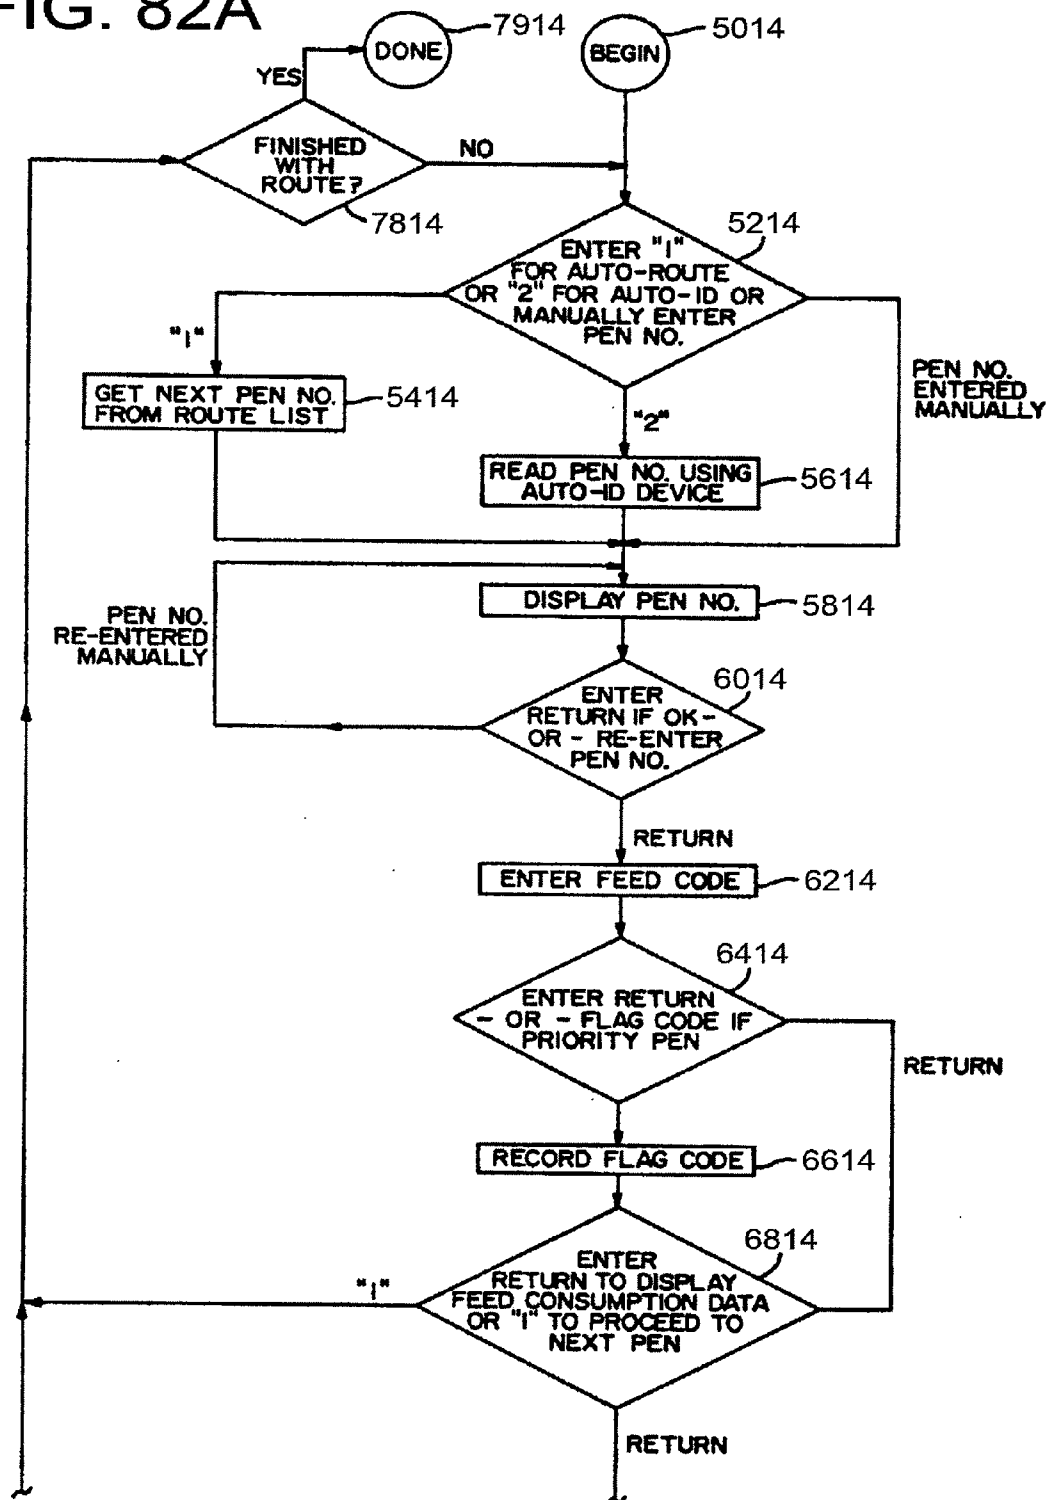 FIG. 82A
DONE
7914
BEGIN
5014
YES
FINISHED
WITH
ROUTE?
7814
NO
5214
ENTER "1"
FOR AUTO-ROUTE
OR "2" FOR AUTO-ID OR
MANUALLY ENTER
PEN NO.
"1"
PEN NO.
ENTERED
MANUALLY
GET NEXT PEN NO.
FROM ROUTE LIST
5414
"2"
READ PEN NO. USING
AUTO-ID DEVICE
5614
DISPLAY PEN NO.
5814
PEN NO.
RE-ENTERED
MANUALLY
6014
ENTER
RETURN IF OK -
OR - RE-ENTER
PEN NO.
RETURN
ENTER FEED CODE
6214
6414
ENTER RETURN
- OR - FLAG CODE IF
PRIORITY PEN
RETURN
RECORD FLAG CODE
6614
6814
ENTER
RETURN TO DISPLAY
FEED CONSUMPTION DATA
OR "1" TO PROCEED TO
NEXT PEN
"1"
RETURN